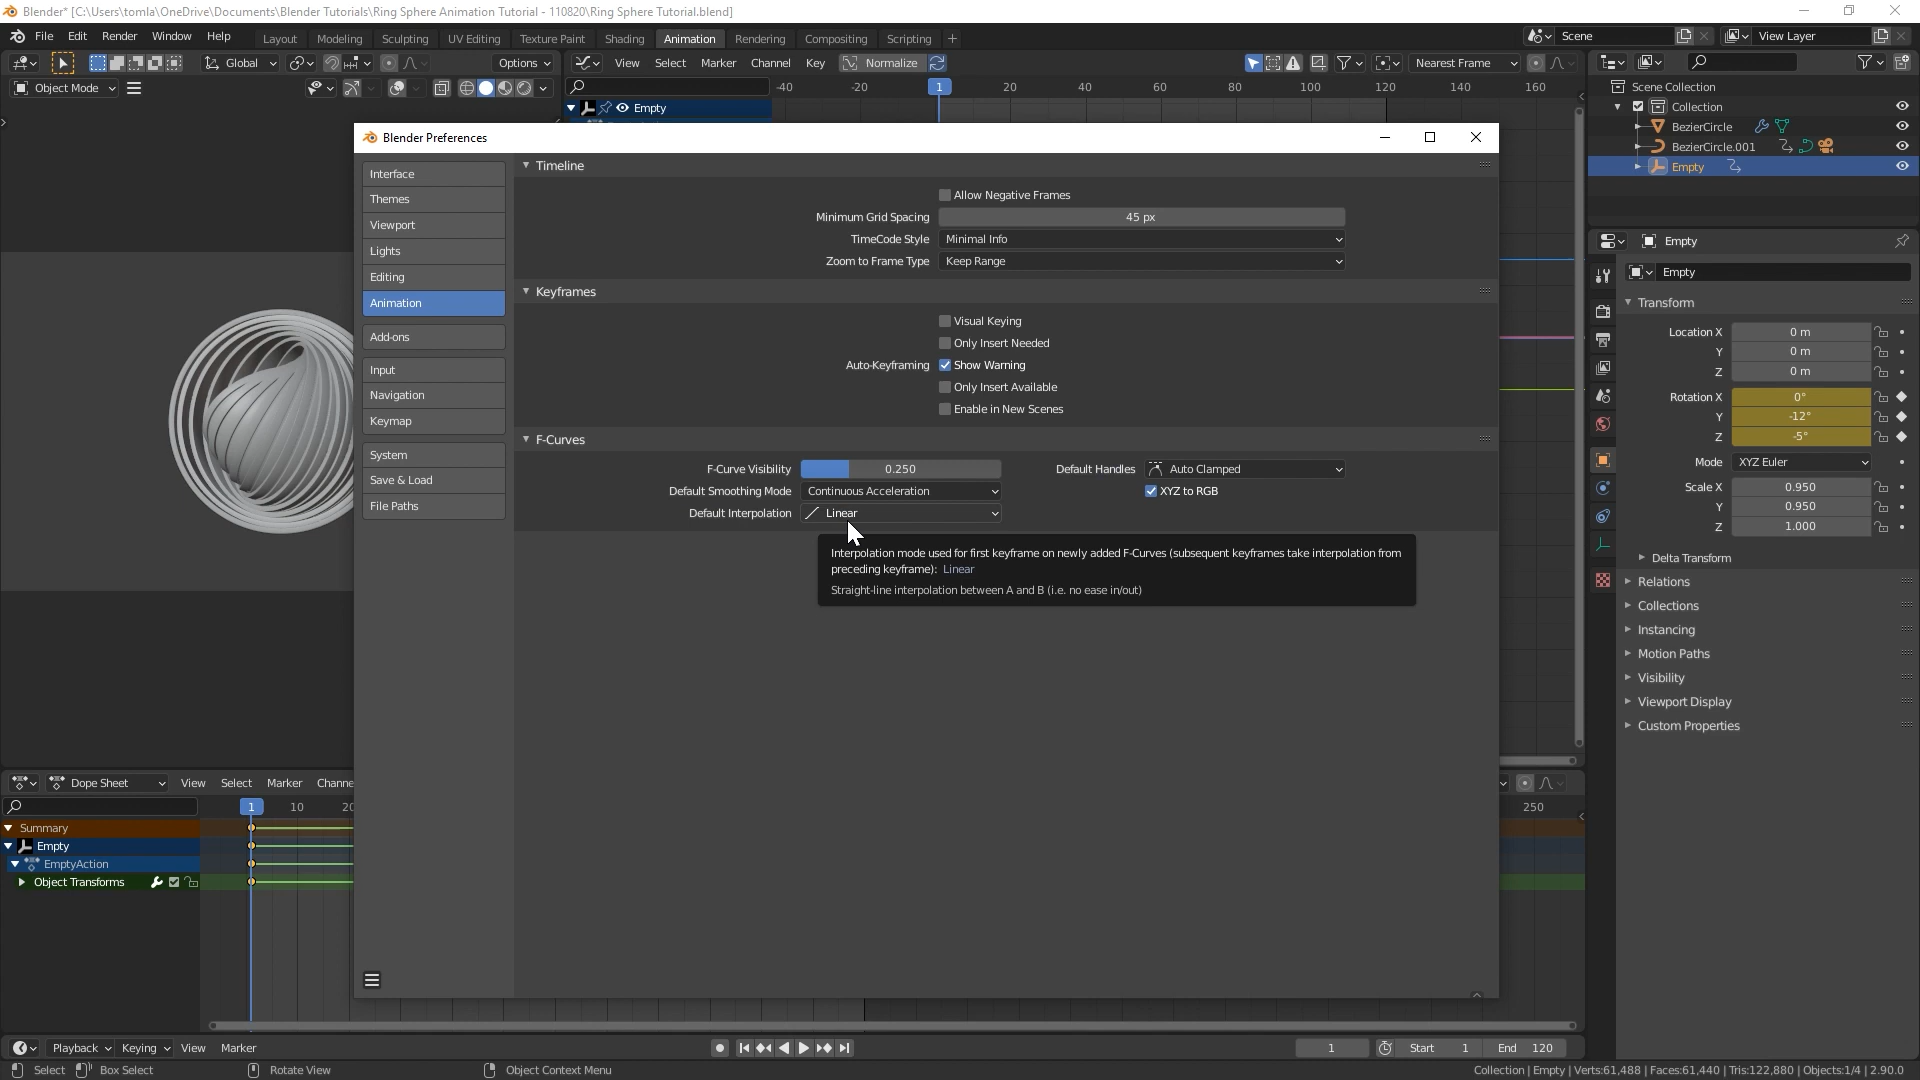 Blender* [C:\Users\tomla\OneDrive\Documents\Blender Tutorials\Ring Sphere Animation Tutorial - 110820\Ring Sphere Tutorial.blend]
File Edit Render Window Help Layout Modeling Sculpting UV Editing Texture Paint Shading Animation Rendering Compositing Scripting + Scene View Layer
Global Options View Select Marker Channel Key Normalize Nearest Frame
Object Mode -40 -20 1 20 40 60 80 100 120 140 160
Empty
Scene Collection
Collection
BezierCircle
BezierCircle.001
Empty
Blender Preferences
Interface
Themes
Viewport
Lights
Editing
Animation
Add-ons
Input
Navigation
Keymap
System
Save & Load
File Paths
Timeline
Allow Negative Frames
Minimum Grid Spacing 45 px
TimeCode Style Minimal Info
Zoom to Frame Type Keep Range
Keyframes
Visual Keying
Only Insert Needed
Auto-Keyframing Show Warning
Only Insert Available
Enable in New Scenes
F-Curves
F-Curve Visibility 0.250 Default Handles Auto Clamped
Default Smoothing Mode Continuous Acceleration XYZ to RGB
Default Interpolation Linear
Interpolation mode used for first keyframe on newly added F-Curves (subsequent keyframes take interpolation from
preceding keyframe): Linear
Straight-line interpolation between A and B (i.e. no ease in/out)
Empty
Empty
Transform
Location X 0 m
Y 0 m
Z 0 m
Rotation X 0°
Y -12°
Z -5°
Mode XYZ Euler
Scale X 0.950
Y 0.950
Z 1.000
Delta Transform
Relations
Collections
Instancing
Motion Paths
Visibility
Viewport Display
Custom Properties
Dope Sheet View Select Marker Channe
1 10 20 250
Summary
Empty
EmptyAction
Object Transforms
Playback Keying View Marker 1 Start 1 End 120
Select Box Select Rotate View Object Context Menu Collection | Empty | Verts:61,488 | Faces:61,440 | Tris:122,880 | Objects:1/4 | 2.90.0